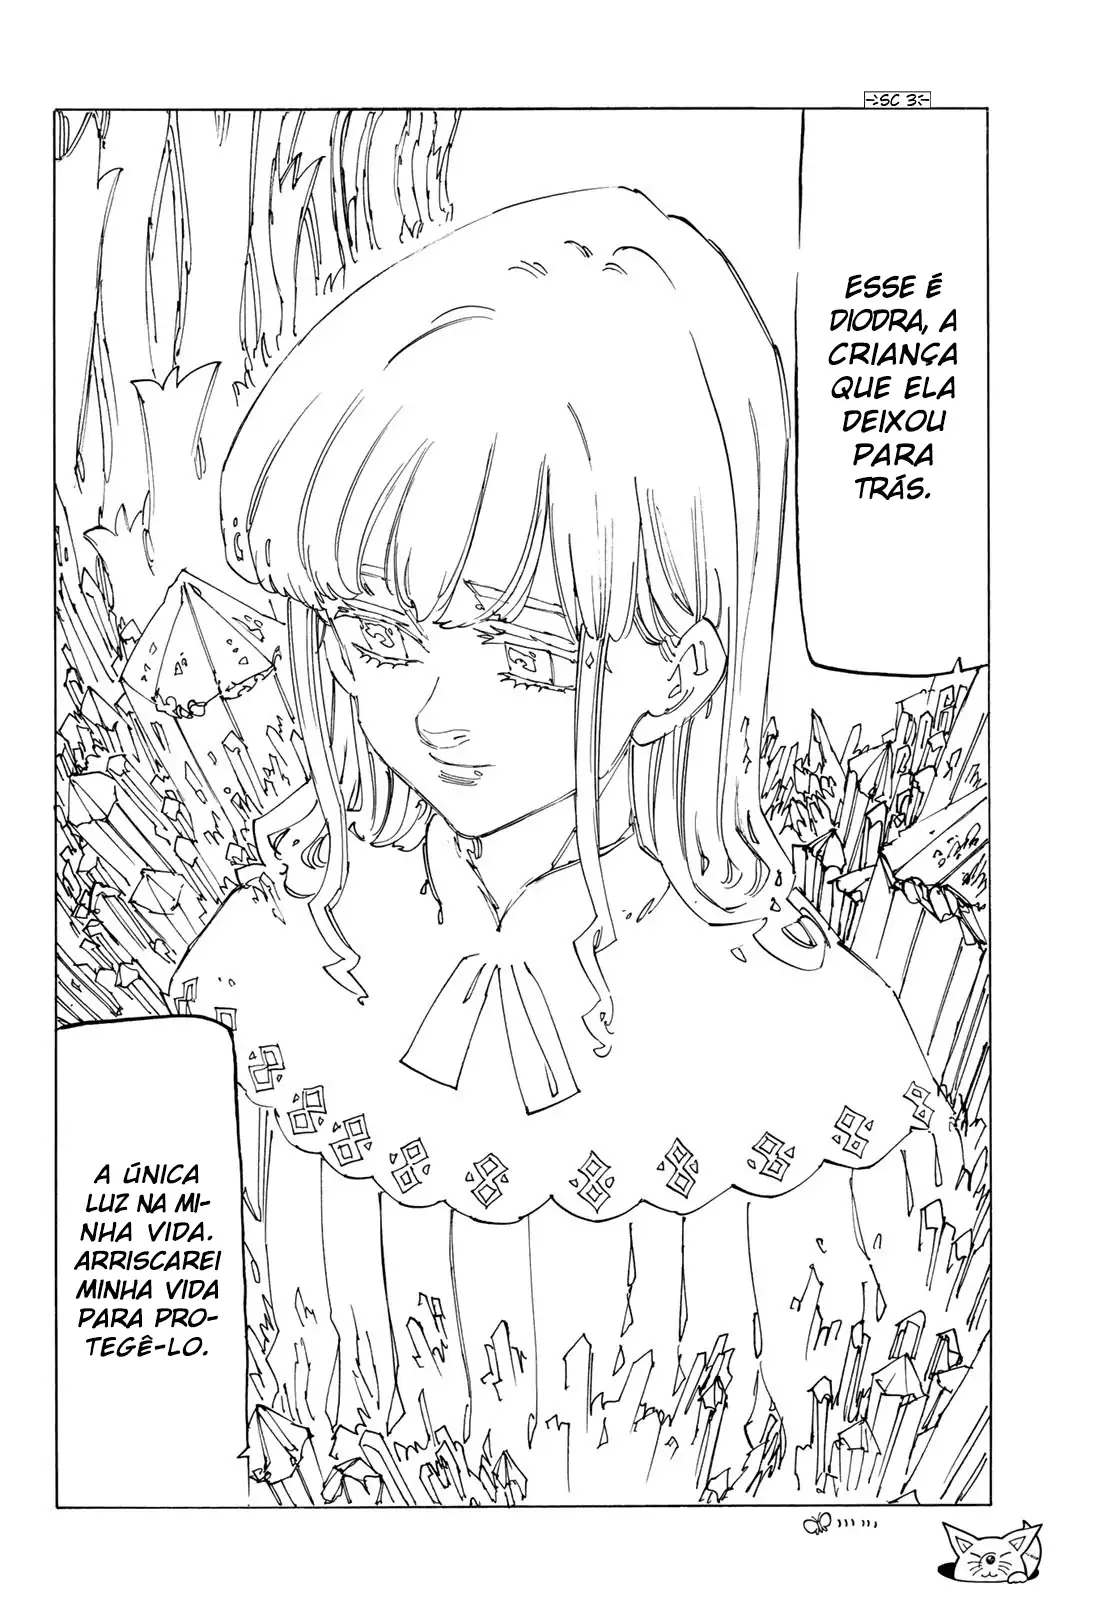 SC 3
ESSE É
DIODRA, A
CRIANÇA
QUE ELA
DEIXOU
PARA
TRÁS.
A ÚNICA
LUZ NA MI-
NHA VIDA.
ARRISCAREI
MINHA VIDA
PARA PRO-
TEGÊ-LO.